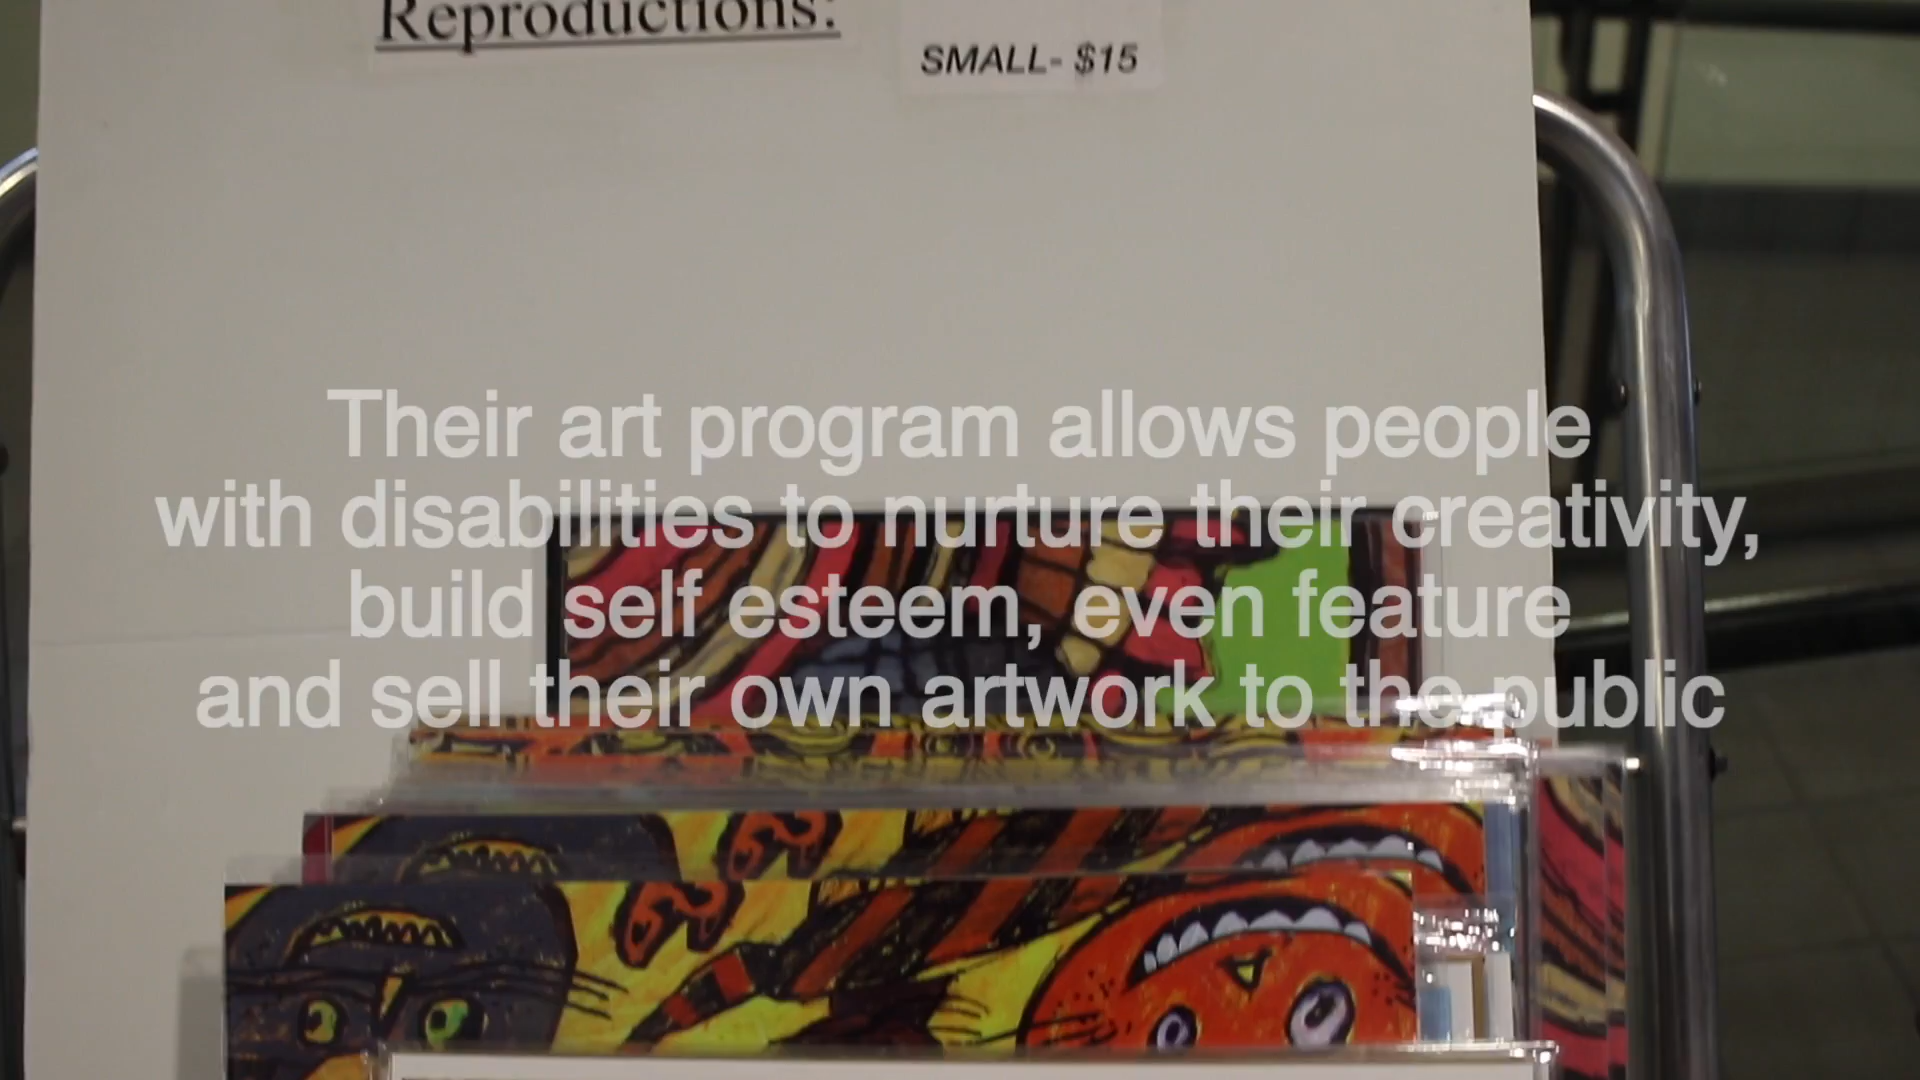 Reproductions:
SMALL- $15
Their art program allows people
with disabilities to nurture their creativity,
build self esteem, even feature
and sell their own artwork to the public